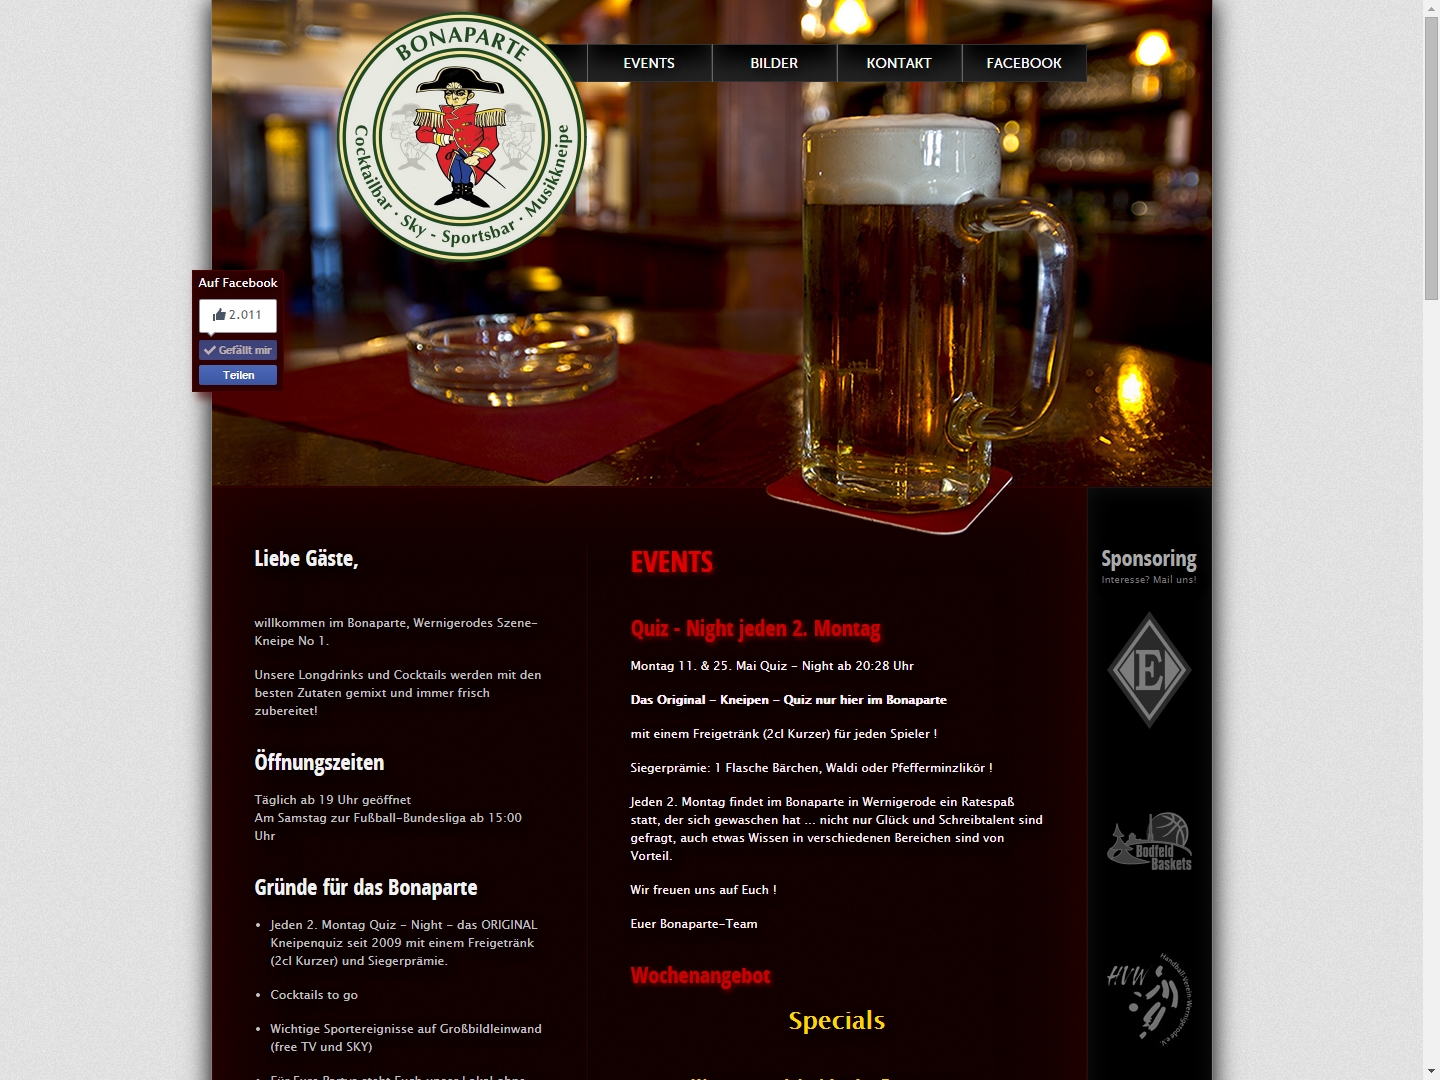 BONAPARTE
Cocktailbar · Sky - Sportsbar · Musikkneipe
EVENTS
BILDER
KONTAKT
FACEBOOK
Auf Facebook
2.011
Gefällt mir
Teilen
Liebe Gäste,
willkommen im Bonaparte, Wernigerodes Szene-
Kneipe No 1.
Unsere Longdrinks und Cocktails werden mit den
besten Zutaten gemixt und immer frisch
zubereitet!
Öffnungszeiten
Täglich ab 19 Uhr geöffnet
Am Samstag zur Fußball-Bundesliga ab 15:00
Uhr
Gründe für das Bonaparte
• Jeden 2. Montag Quiz - Night - das ORIGINAL
Kneipenquiz seit 2009 mit einem Freigetränk
(2cl Kurzer) und Siegerprämie.
• Cocktails to go
• Wichtige Sportereignisse auf Großbildleinwand
(free TV und SKY)
EVENTS
Quiz - Night jeden 2. Montag
Montag 11. & 25. Mai Quiz - Night ab 20:28 Uhr
Das Original - Kneipen - Quiz nur hier im Bonaparte
mit einem Freigetränk (2cl Kurzer) für jeden Spieler !
Siegerprämie: 1 Flasche Bärchen, Waldi oder Pfefferminzlikör !
Jeden 2. Montag findet im Bonaparte in Wernigerode ein Ratespaß
statt, der sich gewaschen hat ... nicht nur Glück und Schreibtalent sind
gefragt, auch etwas Wissen in verschiedenen Bereichen sind von
Vorteil.
Wir freuen uns auf Euch !
Euer Bonaparte-Team
Wochenangebot
Specials
Sponsoring
Interesse? Mail uns!
E
Bodfeld
Baskets
HVW
Handball-Verein-Wernigerode e.V.